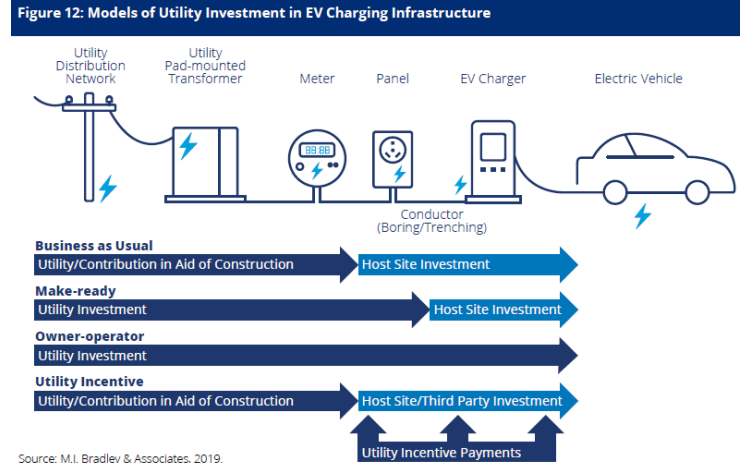 Figure 12: Models of Utility Investment in EV Charging Infrastructure
Utility
Distribution
Network
Utility
Pad-mounted
Transformer
Meter
Panel
EV Charger
Electric Vehicle
88:88
Conductor
(Boring/Trenching)
Business as Usual
Utility/Contribution in Aid of Construction
Host Site Investment
Make-ready
Utility Investment
Host Site Investment
Owner-operator
Utility Investment
Utility Incentive
Utility/Contribution in Aid of Construction
Host Site/Third Party Investment
Utility Incentive Payments
Source: M.J. Bradley & Associates, 2019.